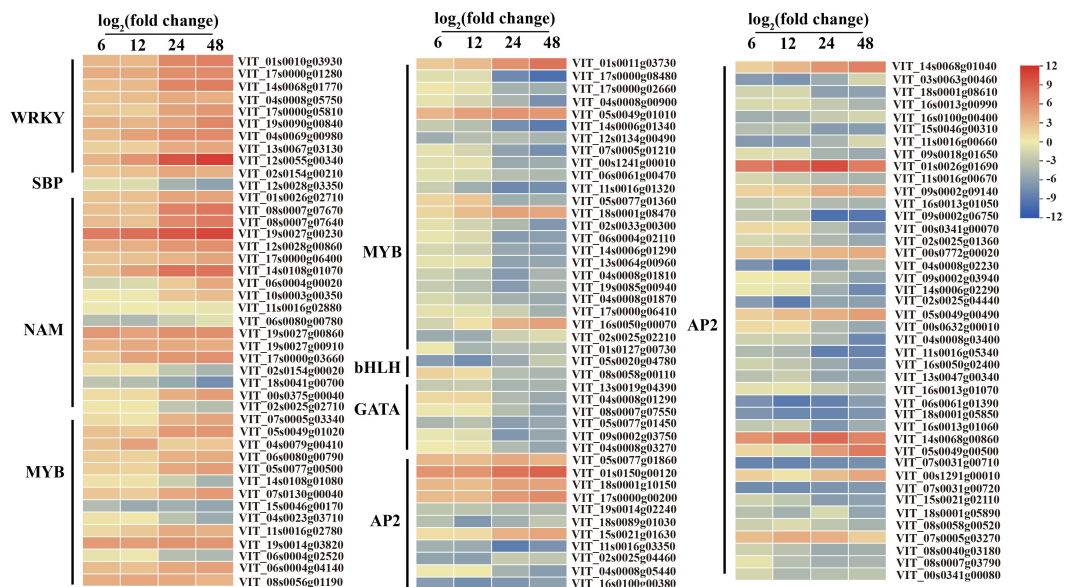 log2(fold change)
6 12 24 48
WRKY
SBP
NAM
MYB
VIT_01s0010g03930
VIT_17s0000g01280
VIT_14s0068g01770
VIT_04s0008g05750
VIT_17s0000g05810
VIT_19s0090g00840
VIT_04s0069g00980
VIT_13s0067g03130
VIT_12s0055g00340
VIT_02s0154g00210
VIT_12s0028g03350
VIT_01s0026g02710
VIT_08s0007g07670
VIT_08s0007g07640
VIT_19s0027g00230
VIT_12s0028g00860
VIT_17s0000g06400
VIT_14s0108g01070
VIT_06s0004g00020
VIT_10s0003g00350
VIT_11s0016g02880
VIT_06s0080g00780
VIT_19s0027g00860
VIT_19s0027g00910
VIT_17s0000g03660
VIT_02s0154g00020
VIT_18s0041g00700
VIT_00s0375g00040
VIT_02s0025g02710
VIT_07s0005g03340
VIT_05s0049g01020
VIT_04s0079g00410
VIT_06s0080g00790
VIT_05s0077g00500
VIT_14s0108g01080
VIT_07s0130g00040
VIT_15s0046g00170
VIT_04s0023g03710
VIT_11s0016g02780
VIT_19s0014g03820
VIT_06s0004g02520
VIT_06s0004g04140
VIT_08s0056g01190
log2(fold change)
6 12 24 48
MYB
bHLH
GATA
AP2
VIT_01s0011g03730
VIT_17s0000g08480
VIT_17s0000g02660
VIT_04s0008g00900
VIT_05s0049g01010
VIT_14s0006g01340
VIT_12s0134g00490
VIT_07s0005g01210
VIT_00s1241g00010
VIT_06s0061g00470
VIT_11s0016g01320
VIT_05s0077g01360
VIT_18s0001g08470
VIT_02s0033g00300
VIT_06s0004g02110
VIT_14s0006g01290
VIT_13s0064g00960
VIT_04s0008g01810
VIT_19s0085g00940
VIT_04s0008g01870
VIT_17s0000g06410
VIT_16s0050g00070
VIT_02s0025g02210
VIT_01s0127g00730
VIT_05s0020g04780
VIT_08s0058g00110
VIT_13s0019g04390
VIT_04s0008g01290
VIT_08s0007g07550
VIT_05s0077g01450
VIT_09s0002g03750
VIT_04s0008g03270
VIT_05s0077g01860
VIT_01s0150g00120
VIT_18s0001g10150
VIT_17s0000g00200
VIT_19s0014g02240
VIT_18s0089g01030
VIT_15s0021g01630
VIT_11s0016g03350
VIT_02s0025g04460
VIT_04s0008g05440
VIT_16s0100g00380
log2(fold change)
6 12 24 48
AP2
VIT_14s0068g01040
VIT_03s0063g00460
VIT_18s0001g08610
VIT_16s0013g00990
VIT_16s0100g00400
VIT_15s0046g00310
VIT_11s0016g00660
VIT_09s0018g01650
VIT_01s0026g01690
VIT_11s0016g00670
VIT_09s0002g09140
VIT_16s0013g01050
VIT_09s0002g06750
VIT_00s0341g00070
VIT_02s0025g01360
VIT_00s0772g00020
VIT_04s0008g02230
VIT_09s0002g03940
VIT_14s0006g02290
VIT_02s0025g04440
VIT_05s0049g00490
VIT_00s0632g00010
VIT_04s0008g03400
VIT_11s0016g05340
VIT_16s0050g02400
VIT_13s0047g00340
VIT_16s0013g01070
VIT_06s0061g01390
VIT_18s0001g05850
VIT_16s0013g01060
VIT_14s0068g00860
VIT_05s0049g00500
VIT_07s0031g00710
VIT_00s1291g00010
VIT_07s0031g00720
VIT_15s0021g02110
VIT_18s0001g05890
VIT_08s0058g00520
VIT_07s0005g03270
VIT_08s0040g03180
VIT_08s0007g03790
VIT_00s0341g00080
12
9
6
3
0
-3
-6
-9
-12